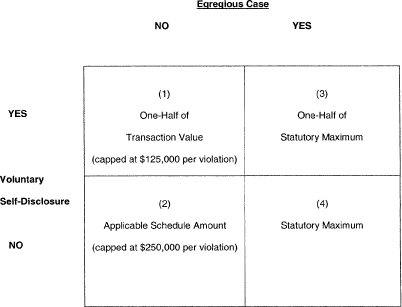 Egregious Case
NO YES
(1) (3)
YES One-Half of One-Half of
Transaction Value Statutory Maximum
(capped at $125,000 per violation)
Voluntary
Self-Disclosure (2) (4)
Applicable Schedule Amount Statutory Maximum
NO (capped at $250,000 per violation)